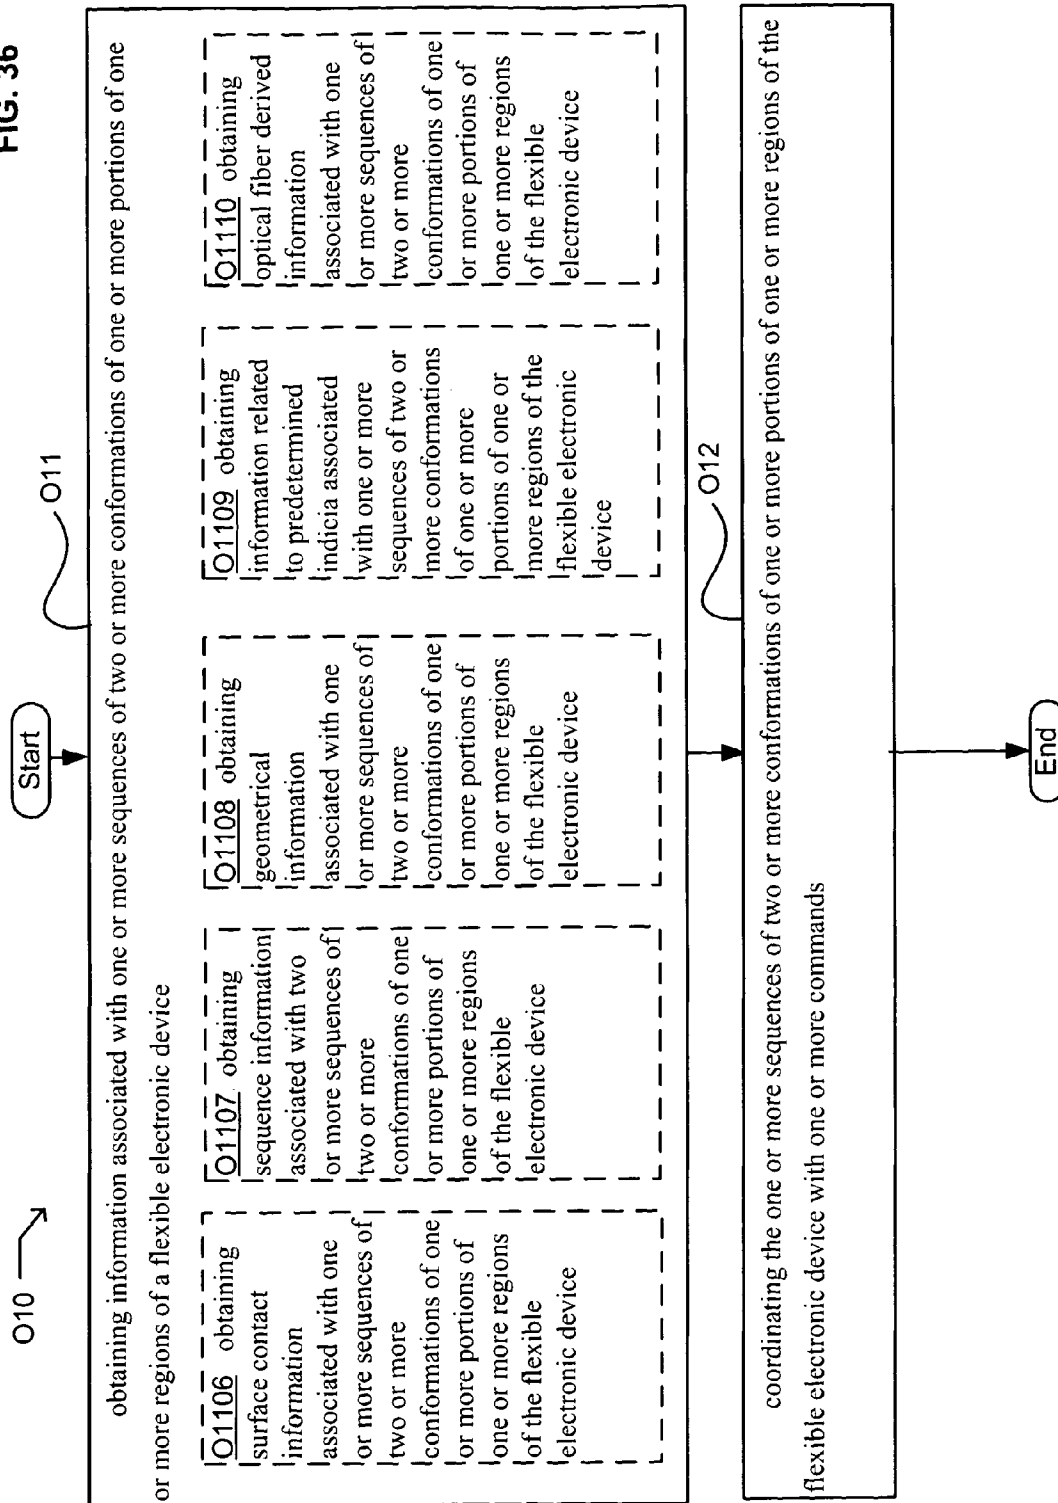 FIG. 36
O10
Start
O11
obtaining information associated with one or more sequences of two or more conformations of one or more portions of one
or more regions of a flexible electronic device
O1106 obtaining
surface contact
information
associated with one
or more sequences of
two or more
conformations of one
or more portions of
one or more regions
of the flexible
electronic device
O1107 obtaining
sequence information
associated with two
or more sequences of
two or more
conformations of one
or more portions of
one or more regions
of the flexible
electronic device
O1108 obtaining
geometrical
information
associated with one
or more sequences of
two or more
conformations of one
or more portions of
one or more regions
of the flexible
electronic device
O1109 obtaining
information related
to predetermined
indicia associated
with one or more
sequences of two or
more conformations
of one or more
portions of one or
more regions of the
flexible electronic
device
O1110 obtaining
optical fiber derived
information
associated with one
or more sequences of
two or more
conformations of one
or more portions of
one or more regions
of the flexible
electronic device
O12
coordinating the one or more sequences of two or more conformations of one or more portions of one or more regions of the
flexible electronic device with one or more commands
End